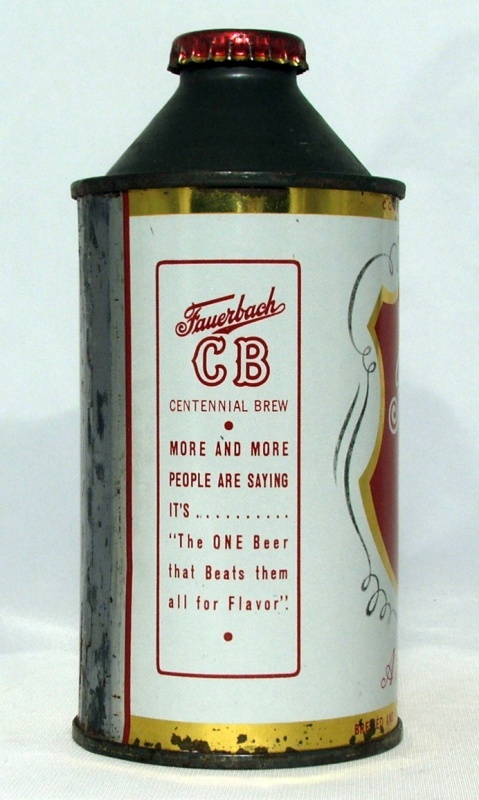 Fauerbach
CB
CENTENNIAL BREW
MORE AND MORE
PEOPLE ARE SAYING
IT'S ..........
"The ONE Beer
that Beats them
all for Flavor".